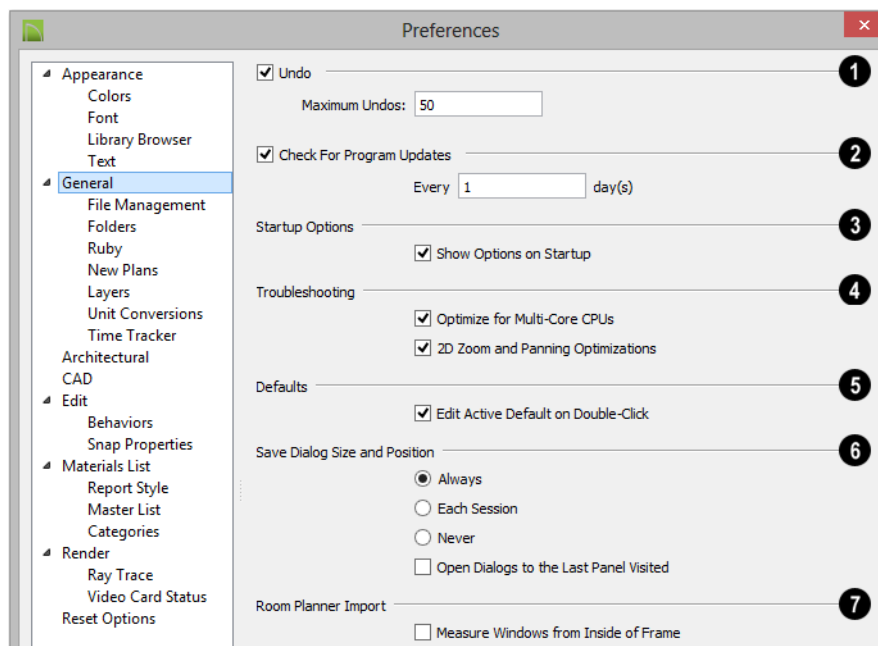 Preferences
Appearance
Colors
Font
Library Browser
Text
General
File Management
Folders
Ruby
New Plans
Layers
Unit Conversions
Time Tracker
Architectural
CAD
Edit
Behaviors
Snap Properties
Materials List
Report Style
Master List
Categories
Render
Ray Trace
Video Card Status
Reset Options
Undo 1
Maximum Undos: 50
Check For Program Updates 2
Every 1 day(s)
Startup Options 3
Show Options on Startup
Troubleshooting 4
Optimize for Multi-Core CPUs
2D Zoom and Panning Optimizations
Defaults 5
Edit Active Default on Double-Click
Save Dialog Size and Position 6
Always
Each Session
Never
Open Dialogs to the Last Panel Visited
Room Planner Import 7
Measure Windows from Inside of Frame